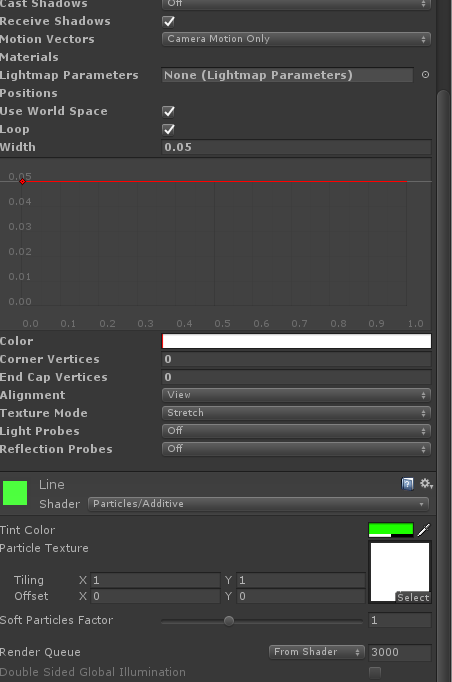 Cast Shadows Off
Receive Shadows
Motion Vectors Camera Motion Only
Materials
Lightmap Parameters None (Lightmap Parameters)
Positions
Use World Space
Loop
Width 0.05
0.05
0.04
0.03
0.02
0.01
0.00
0.0 0.1 0.2 0.3 0.4 0.5 0.6 0.7 0.8 0.9 1.0
Color
Corner Vertices 0
End Cap Vertices 0
Alignment View
Texture Mode Stretch
Light Probes Off
Reflection Probes Off
Line
Shader Particles/Additive
Tint Color
Particle Texture
Tiling X 1 Y 1
Offset X 0 Y 0
Select
Soft Particles Factor 1
Render Queue From Shader 3000
Double Sided Global Illumination